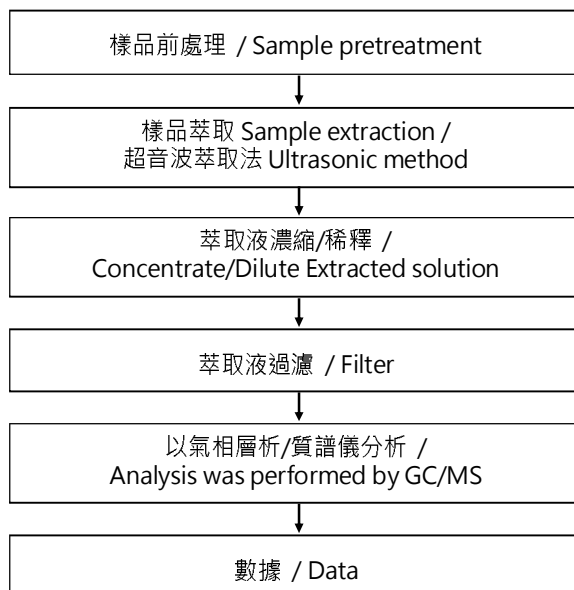 樣品前處理 / Sample pretreatment
樣品萃取 Sample extraction /
超音波萃取法 Ultrasonic method
萃取液濃縮/稀釋 /
Concentrate/Dilute Extracted solution
萃取液過濾 / Filter
以氣相層析/質譜儀分析 /
Analysis was performed by GC/MS
數據 / Data